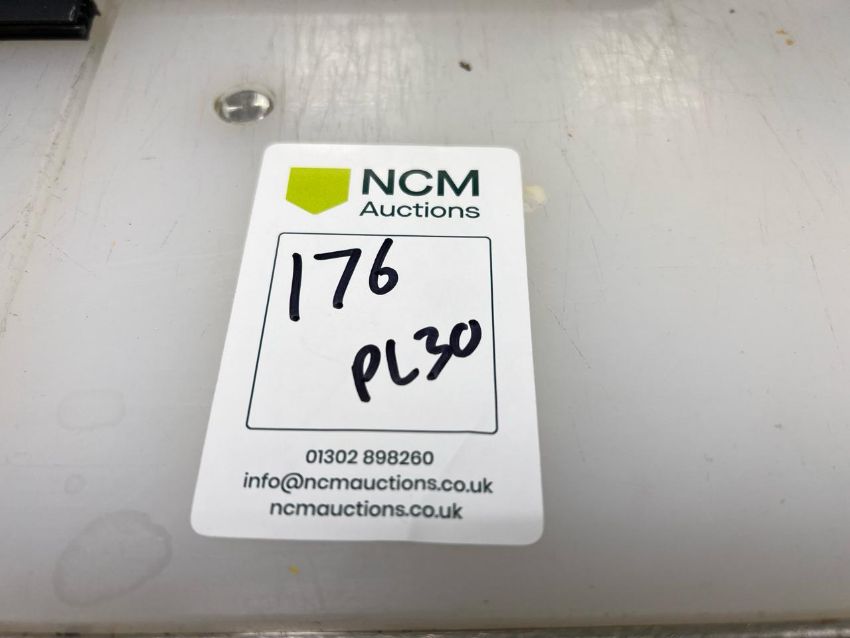 NCM
Auctions
176
PL30
01302 898260
info@ncmauctions.co.uk
ncmauctions.co.uk